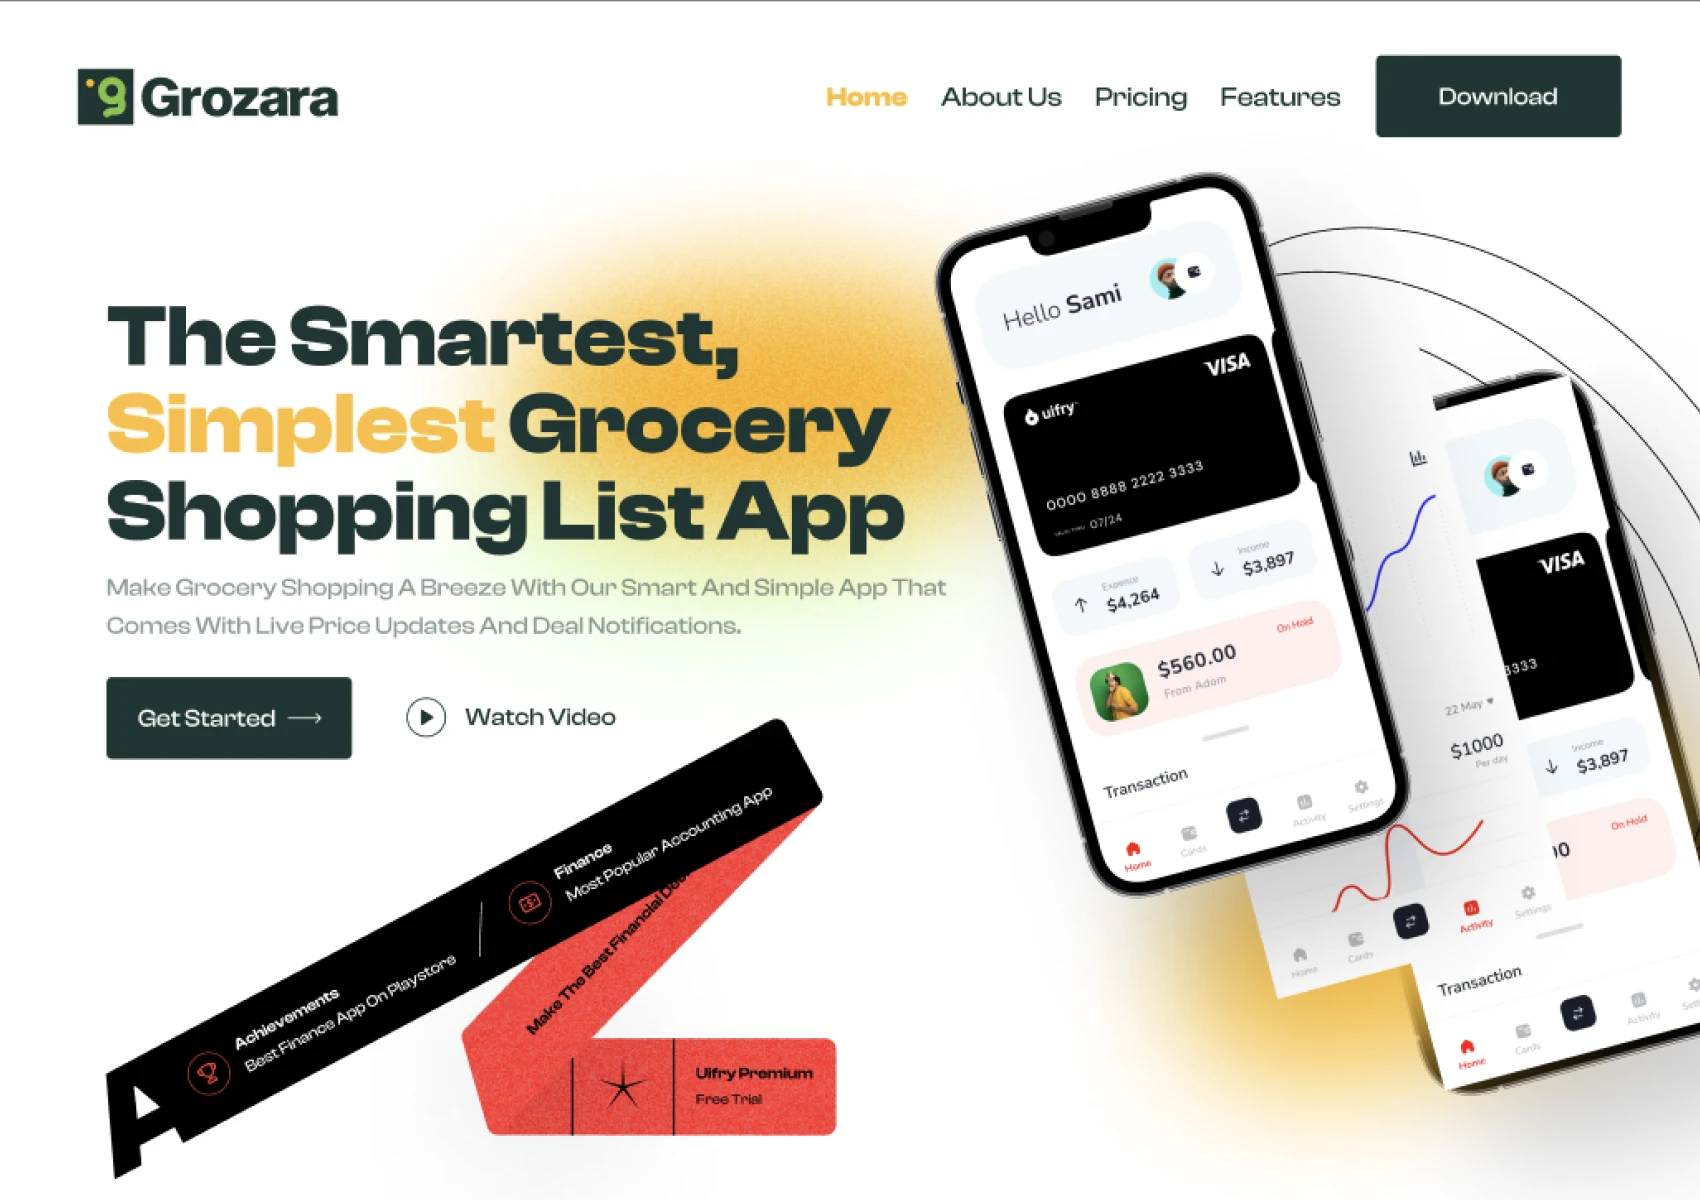 g Grozara
Home About Us Pricing Features Download
The Smartest,
Simplest Grocery
Shopping List App
Make Grocery Shopping A Breeze With Our Smart And Simple App That
Comes With Live Price Updates And Deal Notifications.
Get Started
Watch Video
Achievements
Best Finance App On Playstore
Finance
Most Popular Accounting App
Make The Best Financial
Uifry Premium
Free Trial
A
Hello Sami
VISA
uifry
0000 8888 2222 3333
VALID THRU 07/24
Expence
$4,264
Income
$3,897
On Hold
$560.00
From Adom
Transaction
Home Cards Activity Settings
22 May
$1000
Per day
Home Cards Activity Settings
VISA
3333
Income
$3,897
On Hold
00
Transaction
Home Cards Activity